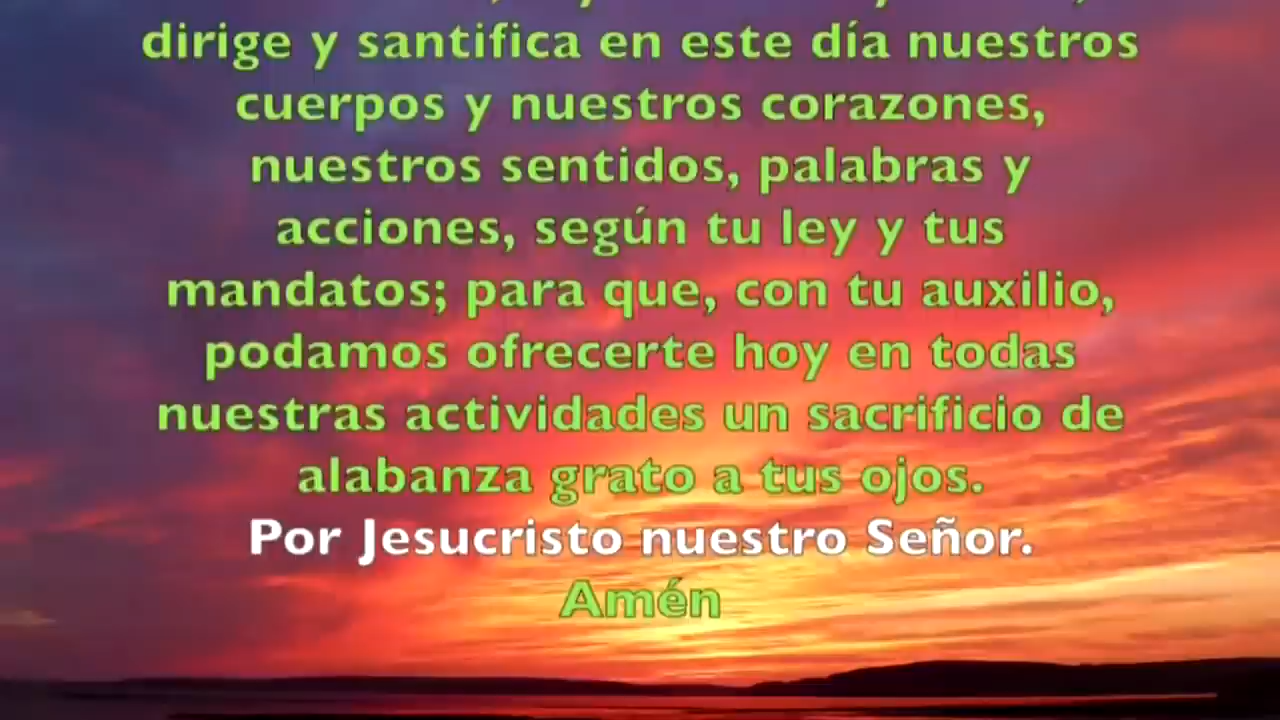 dirige y santifica en este día nuestros
cuerpos y nuestros corazones,
nuestros sentidos, palabras y
acciones, según tu ley y tus
mandatos; para que, con tu auxilio,
podamos ofrecerte hoy en todas
nuestras actividades un sacrificio de
alabanza grato a tus ojos.
Por Jesucristo nuestro Señor.
Amén